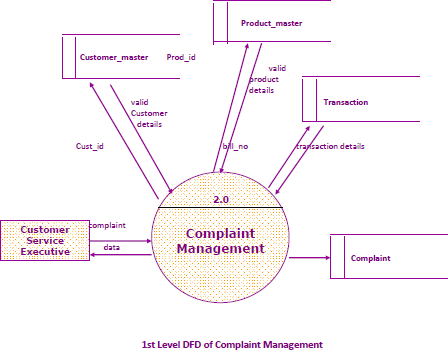 Product_master
Customer_master
Prod_id
valid
product
details
valid
Customer
details
Transaction
Cust_id
bill_no
transaction details
2.0
complaint
Customer
Service
Executive
data
Complaint
Management
Complaint
1st Level DFD of Complaint Management